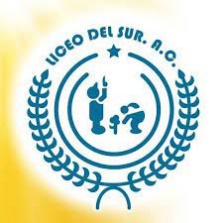 LICEO DEL SUR, A.C.